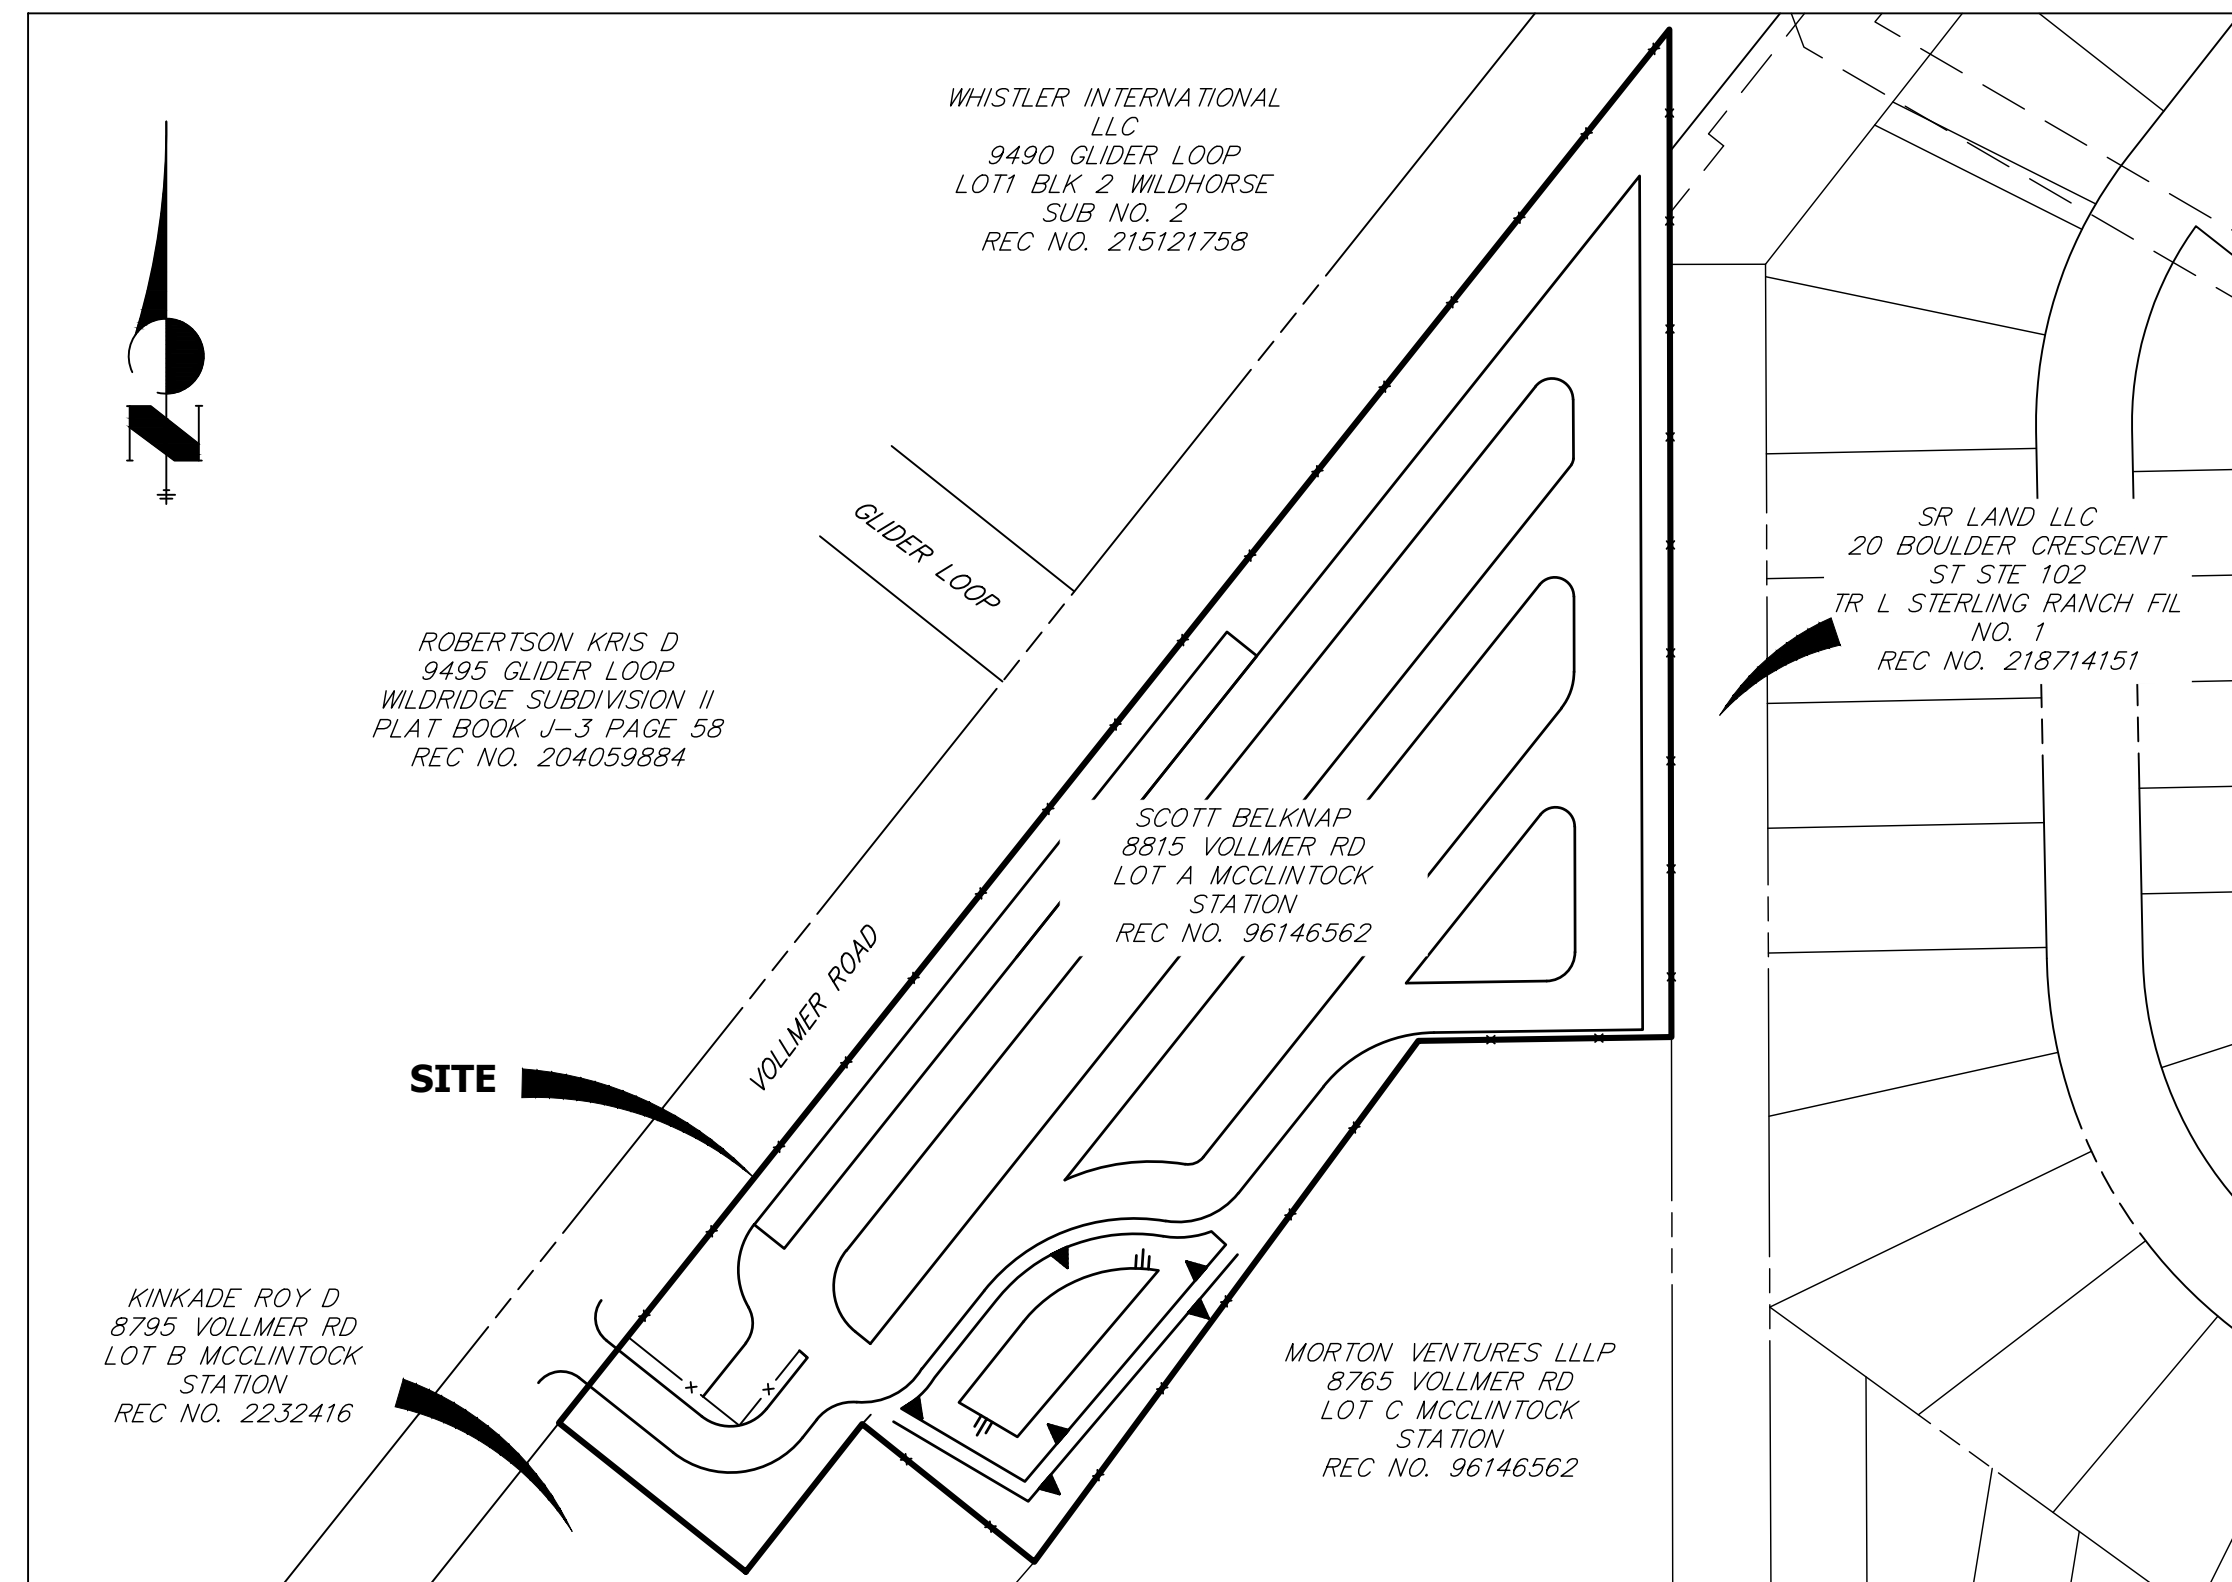 WHISTLER INTERNATIONAL
LLC
9490 GLIDER LOOP
LOT1 BLK 2 WILDHORSE
SUB NO. 2
REC NO. 215121758
N
GLIDER LOOP
SR LAND LLC
20 BOULDER CRESCENT
ST STE 102
TR L STERLING RANCH FIL
NO. 1
REC NO. 218714151
ROBERTSON KRIS D
9495 GLIDER LOOP
WILDRIDGE SUBDIVISION II
PLAT BOOK J-3 PAGE 58
REC NO. 204059884
SCOTT BELKNAP
8815 VOLLMER RD
LOT A MCCLINTOCK
STATION
REC NO. 96146562
VOLLMER ROAD
SITE
KINKADE ROY D
8795 VOLLMER RD
LOT B MCCLINTOCK
STATION
REC NO. 2232416
MORTON VENTURES LLLP
8765 VOLLMER RD
LOT C MCCLINTOCK
STATION
REC NO. 96146562